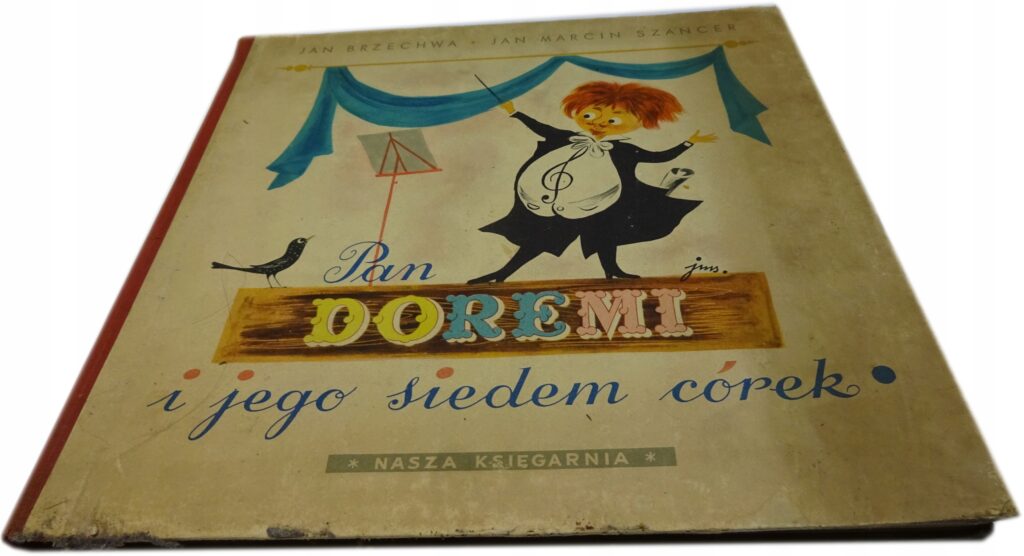 JAN BRZECHWA • JAN MARCIN SZANCER
jms.
Pan
DOREMI
i jego siedem córek.
* NASZA KSIĘGARNIA *